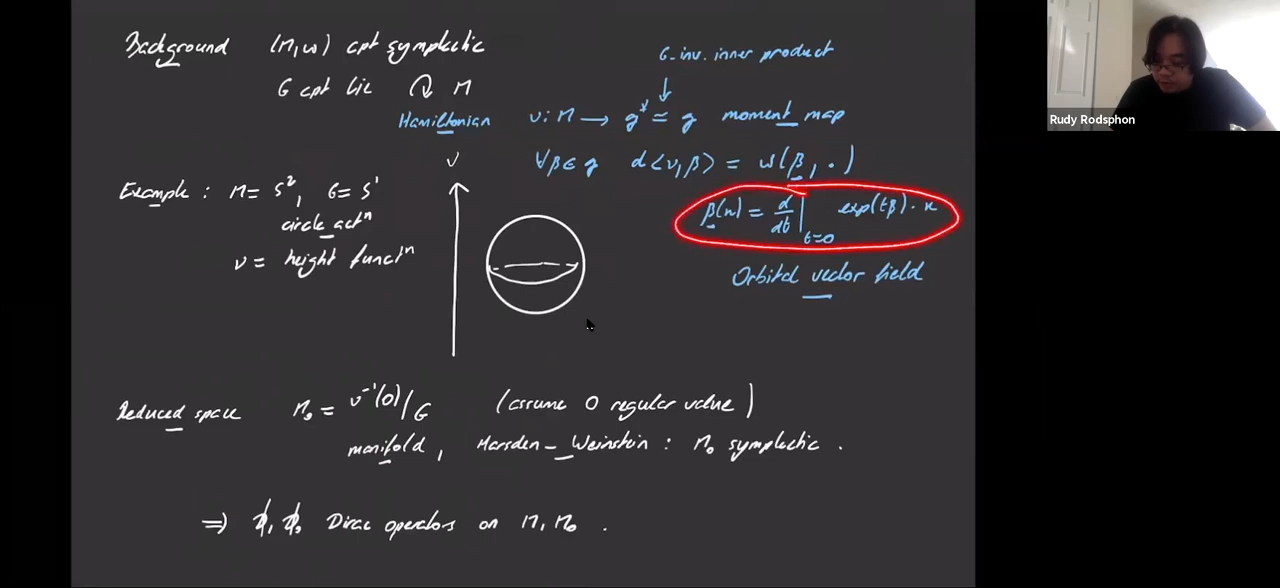 Background (M,ω) cpt symplectic
G cpt Lie ↻ M
G-inv. inner product
↓
Hamiltonian ν: M → g* ≃ g moment map
∀β∈g d<ν,β> = ω(β, ·)
β(x) = d/dt|t=0 exp(tβ)·x
Orbital vector field
Example: M = S², G = S¹
circle actⁿ
ν = height functⁿ
ν
Reduced space M₀ = ν⁻¹(0)/G (assume 0 regular value)
manifold, Marsden-Weinstein: M₀ symplectic.
⇒ D̸, D̸₀ Dirac operators on M, M₀.
Rudy Rodsphon